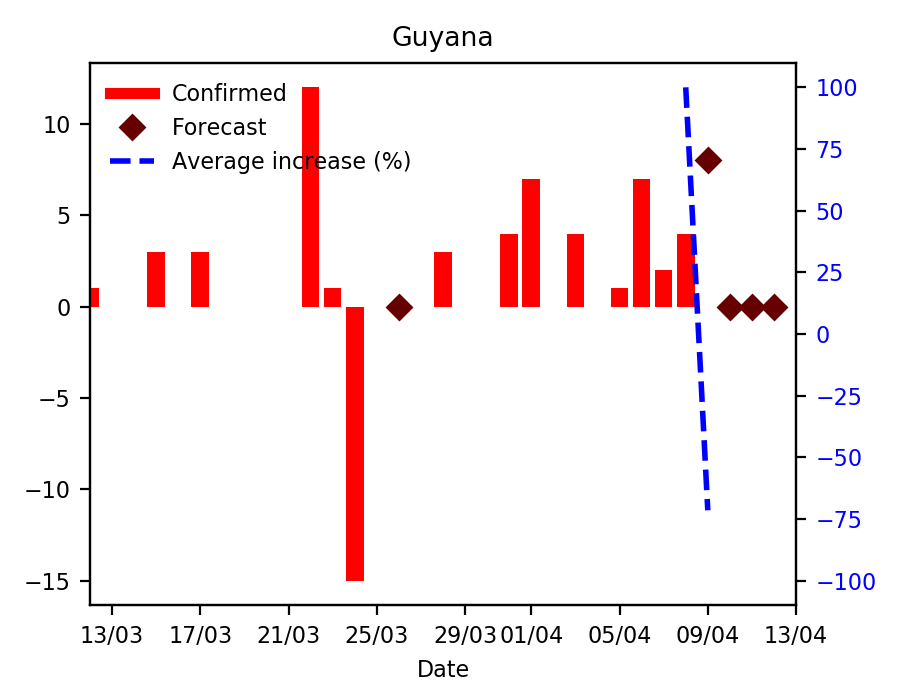 Guyana
Confirmed
Forecast
Average increase (%)
10
5
0
−5
−10
−15
100
75
50
25
0
−25
−50
−75
−100
13/03 17/03 21/03 25/03 29/03 01/04 05/04 09/04 13/04
Date